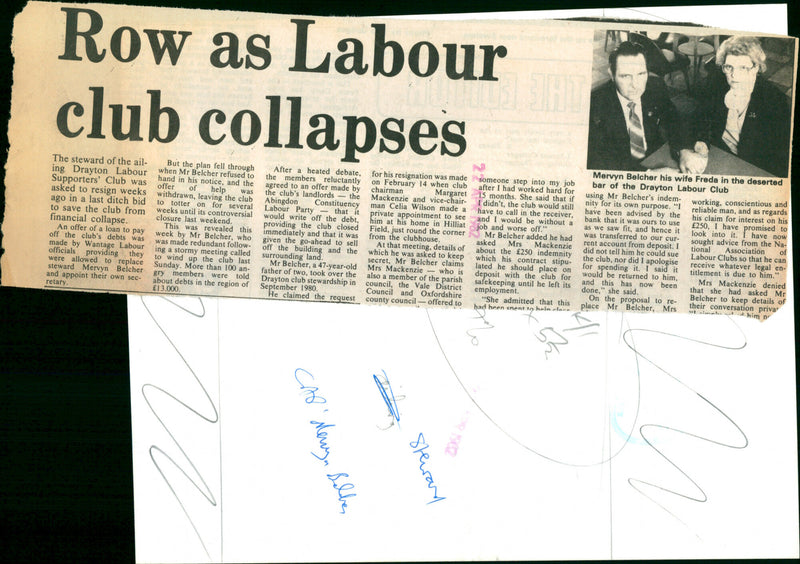 Row as Labour
club collapses
Mervyn Belcher his wife Freda in the deserted
bar of the Drayton Labour Club
The steward of the ail-
ing Drayton Labour
Supporters' Club was
asked to resign weeks
ago in a last ditch bid
to save the club from
financial collapse.
An offer of a loan to pay
off the club's debts was
made by Wantage Labour
officials providing they
were allowed to replace
steward Mervyn Belcher
and appoint their own sec-
retary.
But the plan fell through
when Mr Belcher refused to
hand in his notice, and the
offer of help was
withdrawn, leaving the club
to totter on for several
weeks until its controversial
closure last weekend.
This was revealed this
week by Mr Belcher, who
was made redundant follow-
ing a stormy meeting called
to wind up the club last
Sunday. More than 100 an-
gry members were told
about debts in the region of
£13,000.
After a heated debate,
the members reluctantly
agreed to an offer made by
the club's landlords — the
Abingdon Constituency
Labour Party — that it
would write off the debt
providing the club closed
immediately and that it was
given the go-ahead to sell
off the building and the
surrounding land.
Mr Belcher, a 47-year-old
father of two, took over the
Drayton club stewardship in
September 1980.
He claimed the request
for his resignation was made
on February 14 when club
chairman Margaret
Mackenzie and vice-chair-
man Celia Wilson made a
private appointment to see
him at his home in Hilliat
Field, just round the corner
from the clubhouse.
At that meeting, details of
which he was asked to keep
secret, Mr Belcher claims
Mrs Mackenzie — who is
also a member of the parish
council, the Vale District
Council and Oxfordshire
county council — offered to
someone step into my job
after I had worked hard for
15 months. She said that if
I didn't, the club would still
have to call in the receiver,
and I would be without a
job and worse off."
Mr Belcher added he had
asked Mrs Mackenzie
about the £250 indemnity
which his contract stipu-
lated he should place on
deposit with the club for
safekeeping until he left its
employment.
"She admitted that this
had been spent to help clear
using Mr Belcher's indem-
nity for its own purpose. "I
have been advised by the
bank that it was ours to use
as we saw fit, and hence it
was transferred to our cur-
rent account from deposit. I
did not tell him he could sue
the club, nor did I apologise
for spending it. I said it
would be returned to him,
and this has now been
done," she said.
On the proposal to re-
place Mr Belcher, Mrs
working, conscientious and
reliable man, and as regards
his claim for interest on his
£250, I have promised to
look into it. I have now
sought advice from the Na-
tional Association of
Labour Clubs so that he can
receive whatever legal en-
titlement is due to him."
Mrs Mackenzie denied
that she had asked Mr
Belcher to keep details of
their conversation private.
CAP' Mervyn Belcher
Steward